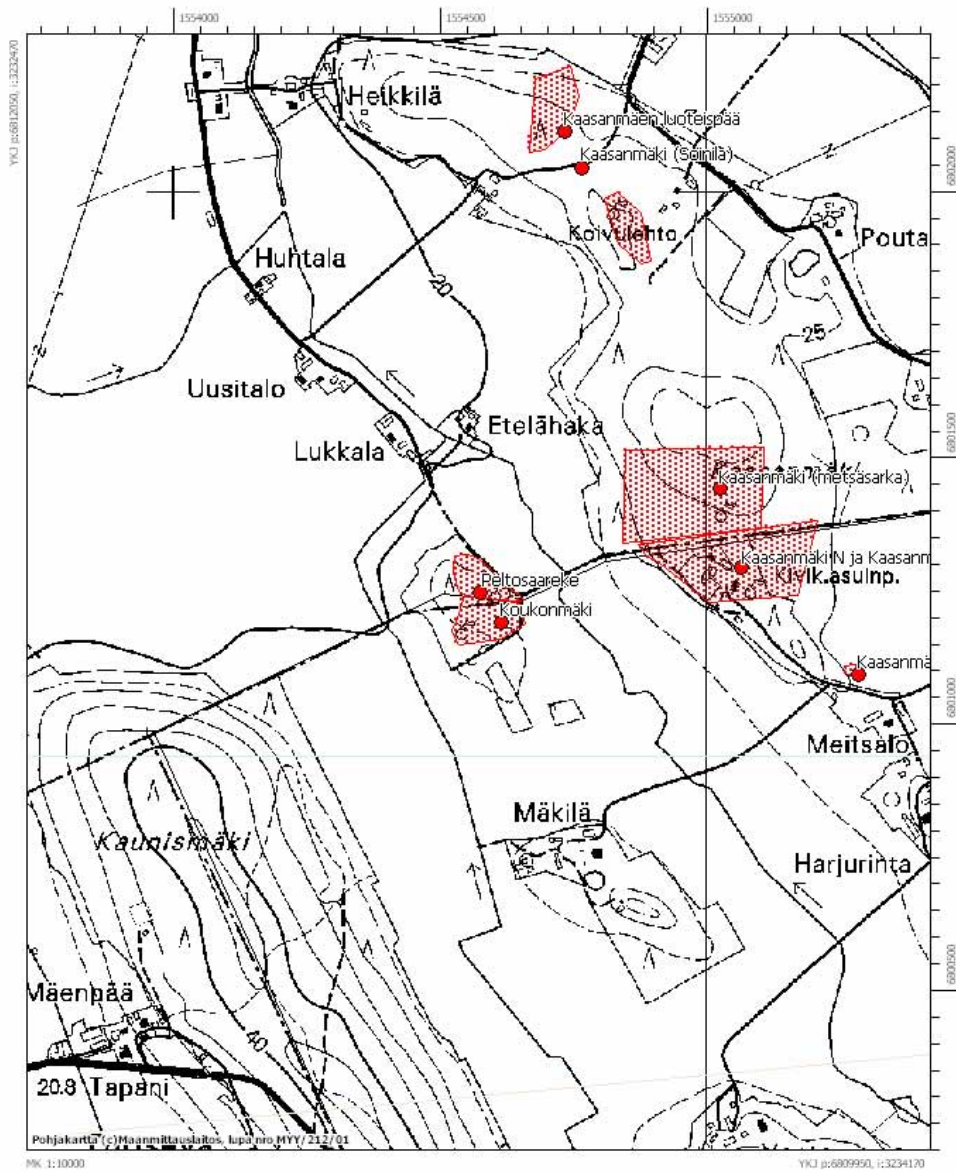 1554000
1554500
1555000
YKJ p:6812050, i:3232470
Heikkilä
Kaasanmäen luoteispää
Kaasanmäki (Soinila)
6802000
Koivulehto
Pouta
Huhtala
20
25
Uusitalo
Etelähaka
Lukkala
6801500
Kaasanmäki (metsäsarka)
Kaasanmäki N ja Kaasanm
Kivik.asuinp.
Peltosaareke
Koukonmäki
Kaasanmä
6801000
Meitsalo
Mäkilä
Kaunismäki
Harjurinta
6800500
Mäenpää
40
20.8 Tapani
Pohjakartta (c)Maanmittauslaitos, lupa nro MYY/212/01
MK 1:10000
YKJ p:6809950, i:3234170